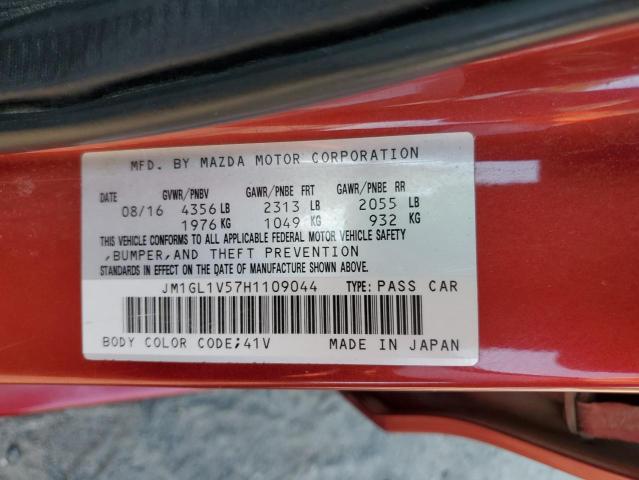 MFD. BY MAZDA MOTOR CORPORATION
DATE GVWR/PNBV GAWR/PNBE FRT GAWR/PNBE RR
08/16 4356 LB 2313 LB 2055 LB
1976 KG 1049 KG 932 KG
THIS VEHICLE CONFORMS TO ALL APPLICABLE FEDERAL MOTOR VEHICLE SAFETY
,BUMPER,AND THEFT PREVENTION
STANDARDS IN EFFECT ON THE DATE OF MANUFACTURE SHOWN ABOVE.
JM1GL1V57H1109044 TYPE: PASS CAR
BODY COLOR CODE;41V MADE IN JAPAN